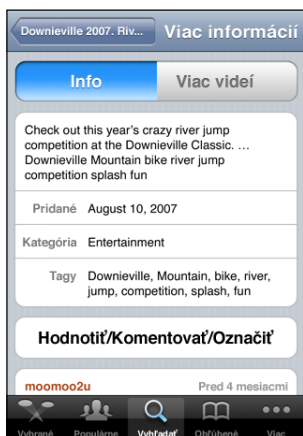 Downieville 2007. Riv... Viac informácií
Info Viac videí
Check out this year's crazy river jump
competition at the Downieville Classic. ...
Downieville Mountain bike river jump
competition splash fun
Pridané August 10, 2007
Kategória Entertainment
Tagy Downieville, Mountain, bike, river,
jump, competition, splash, fun
Hodnotiť/Komentovať/Označiť
moomoo2u Pred 4 mesiacmi
Vybrané Populárne Vyhľadať Obľúbené Viac